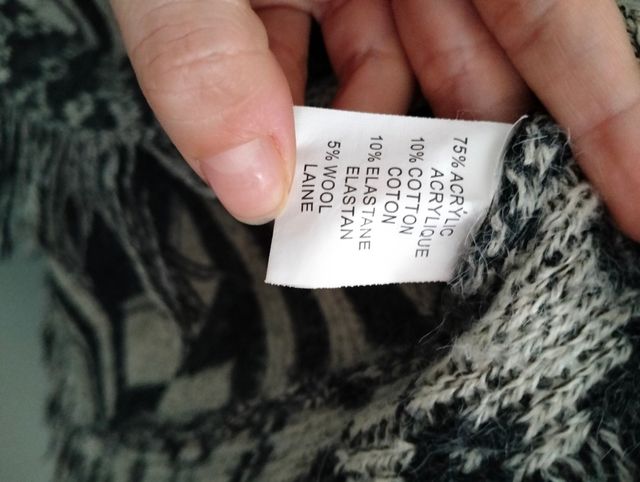 75% ACRYLIC
ACRYLIQUE
10% COTTON
COTON
10% ELASTANE
ELASTAN
5% WOOL
LAINE